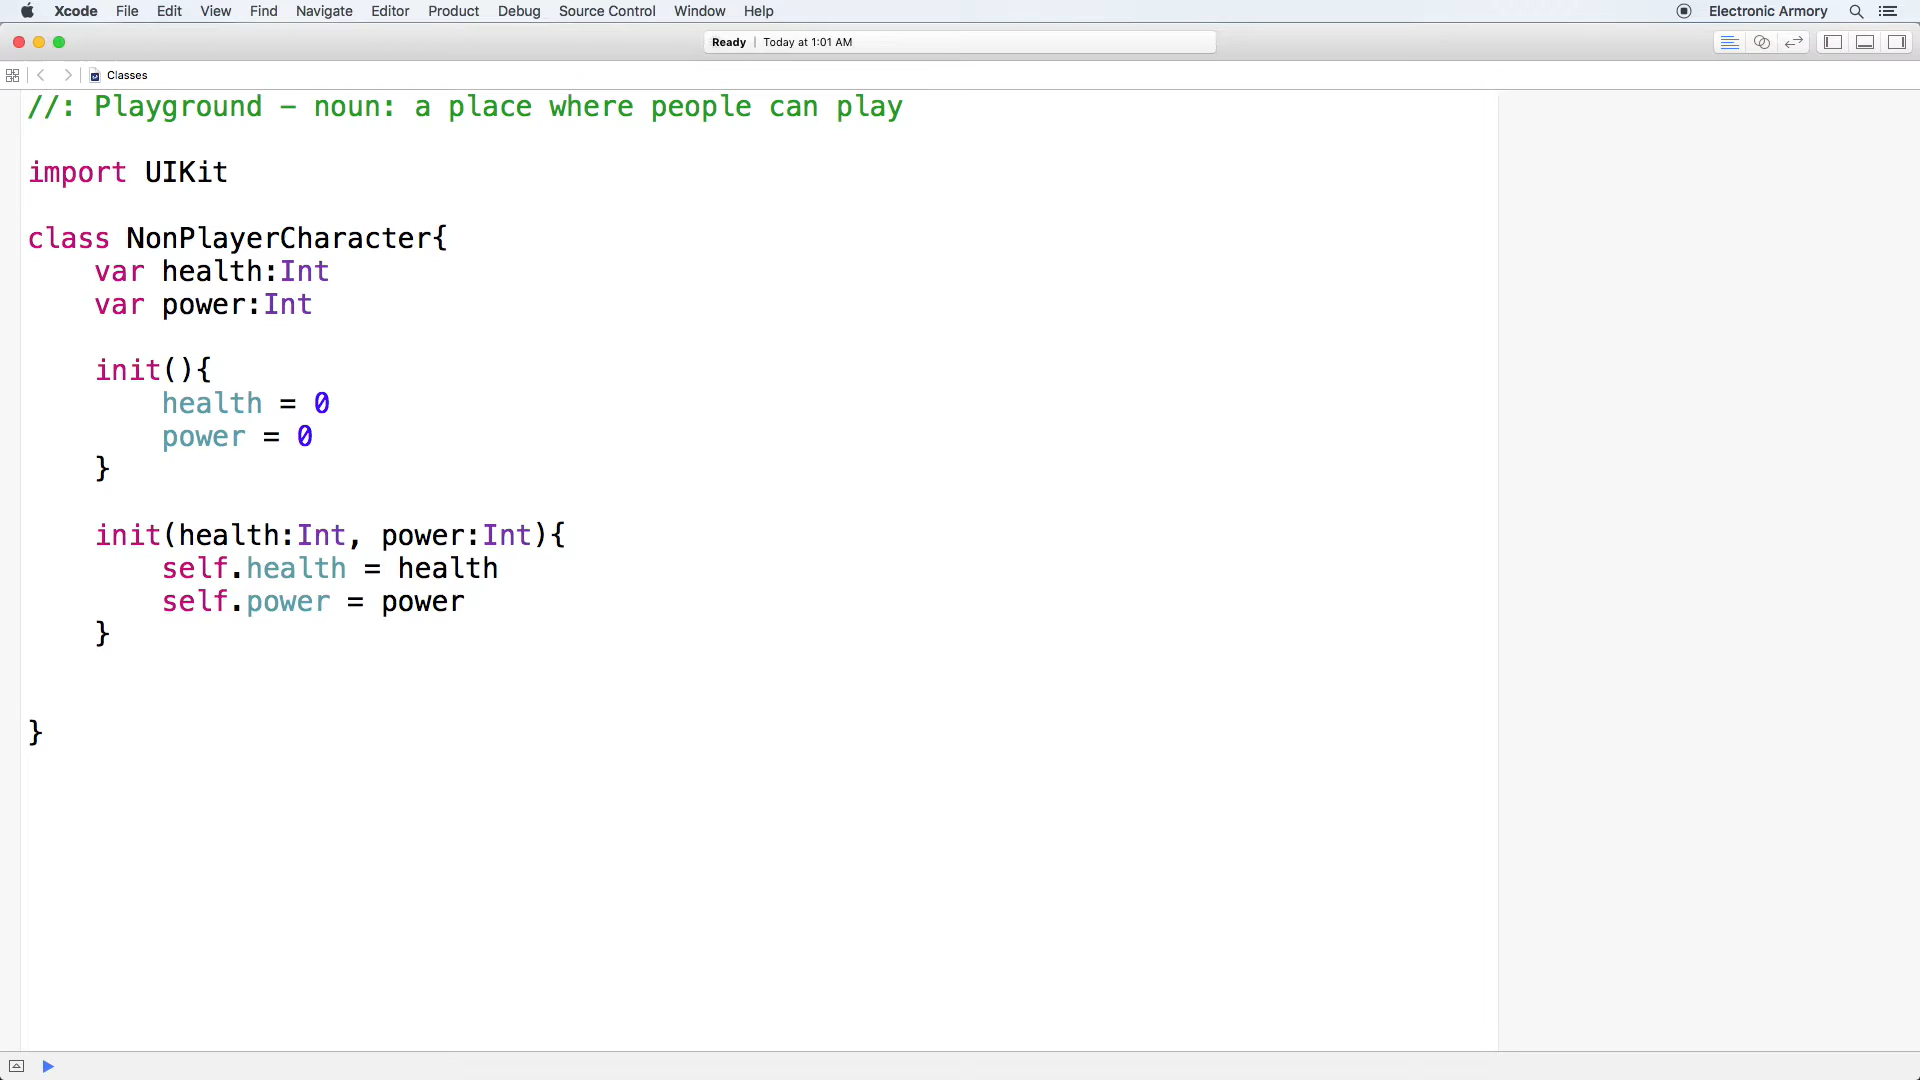 Xcode File Edit View Find Navigate Editor Product Debug Source Control Window Help Electronic Armory
Ready | Today at 1:01 AM
Classes
//: Playground - noun: a place where people can play
import UIKit
class NonPlayerCharacter{
var health:Int
var power:Int
init(){
health = 0
power = 0
}
init(health:Int, power:Int){
self.health = health
self.power = power
}
}